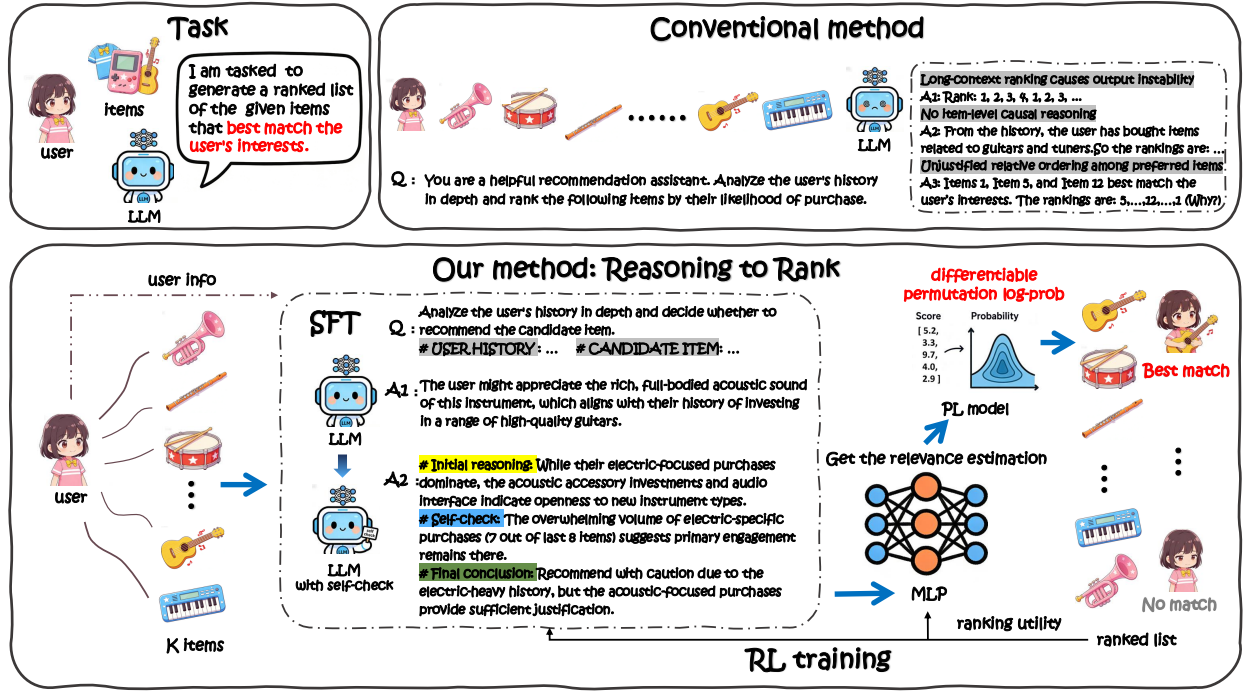 Task
items
user
LLM
I am tasked to
generate a ranked list
of the given items
that best match the
user's interests.
Conventional method
LLM
Q : You are a helpful recommendation assistant. Analyze the user's history
in depth and rank the following items by their likelihood of purchase.
Long-context ranking causes output instability
A1: Rank: 1, 2, 3, 4, 1, 2, 3, ...
No item-level causal reasoning
A2: From the history, the user has bought items
related to guitars and tuners.So the rankings are: ...
Unjustified relative ordering among preferred items
A3: Items 1, Item 5, and Item 12 best match the
user's interests. The rankings are: 5,...,12,...,1 (Why?)
Our method: Reasoning to Rank
user info
user
K items
SFT
Q : Analyze the user's history in depth and decide whether to
recommend the candidate item.
# USER HISTORY : ... # CANDIDATE ITEM: ...
LLM
A1 : The user might appreciate the rich, full-bodied acoustic sound
of this instrument, which aligns with their history of investing
in a range of high-quality guitars.
LLM
Self
Check
LLM
with self-check
A2 : # Initial reasoning: While their electric-focused purchases
dominate, the acoustic accessory investments and audio
interface indicate openness to new instrument types.
# Self-check: The overwhelming volume of electric-specific
purchases (7 out of last 8 items) suggests primary engagement
remains there.
# Final conclusion: Recommend with caution due to the
electric-heavy history, but the acoustic-focused purchases
provide sufficient justification.
differentiable
permutation log-prob
Score
[ 5.2,
3.3,
9.7,
4.0,
2.9 ]
Probability
PL model
Get the relevance estimation
MLP
Best match
No match
ranking utility
ranked list
RL training